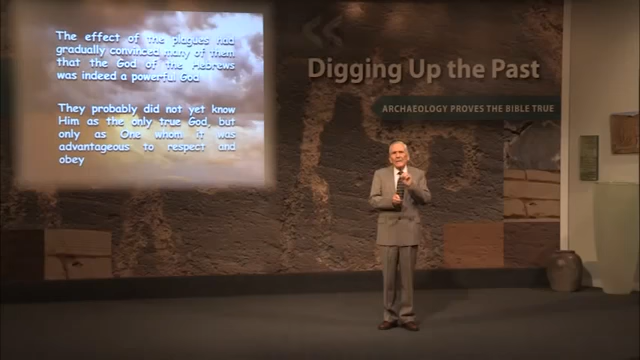 The effect of the plagues had
gradually convinced many of them
that the God of the Hebrews
was indeed a powerful God
They probably did not yet know
Him as the only true God, but
only as One whom it was
advantageous to respect and
obey
Digging Up the Past
ARCHAEOLOGY PROVES THE BIBLE TRUE